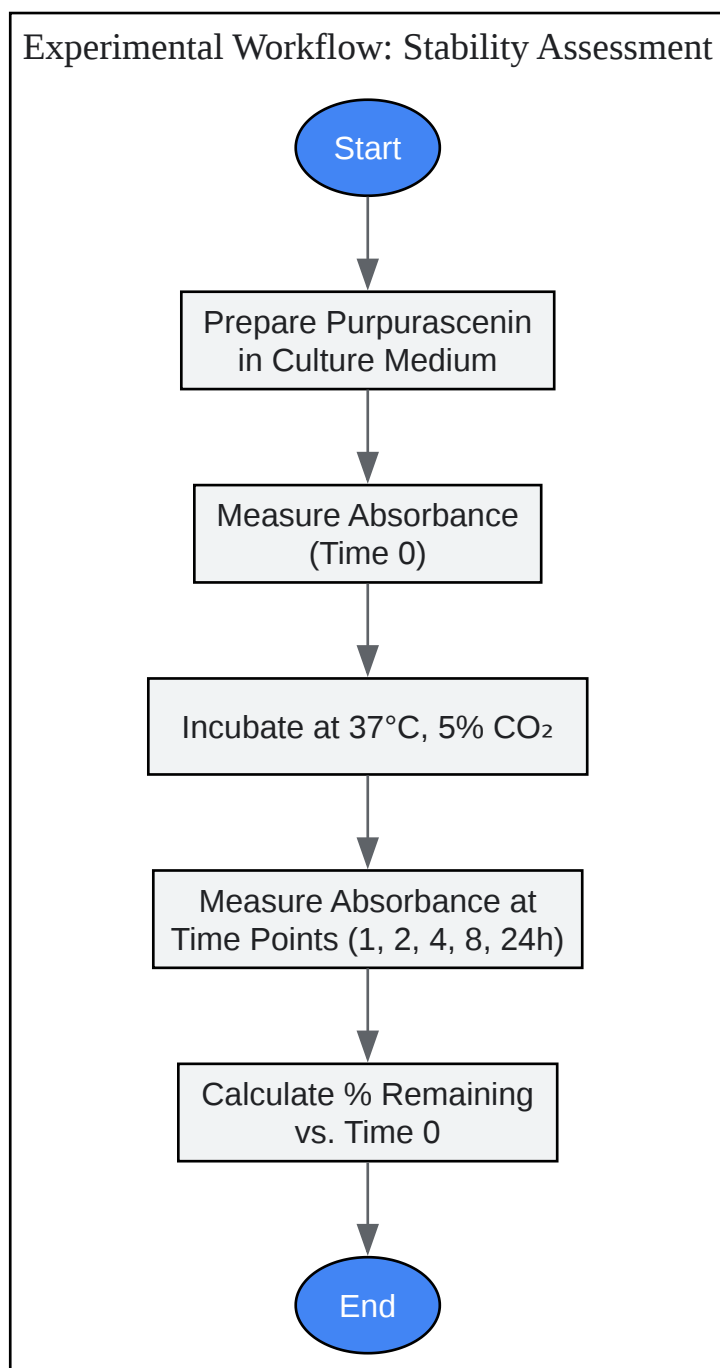 Experimental Workflow: Stability Assessment
Start
Prepare Purpurascenin
in Culture Medium
Measure Absorbance
(Time 0)
Incubate at 37°C, 5% CO₂
Measure Absorbance at
Time Points (1, 2, 4, 8, 24h)
Calculate % Remaining
vs. Time 0
End